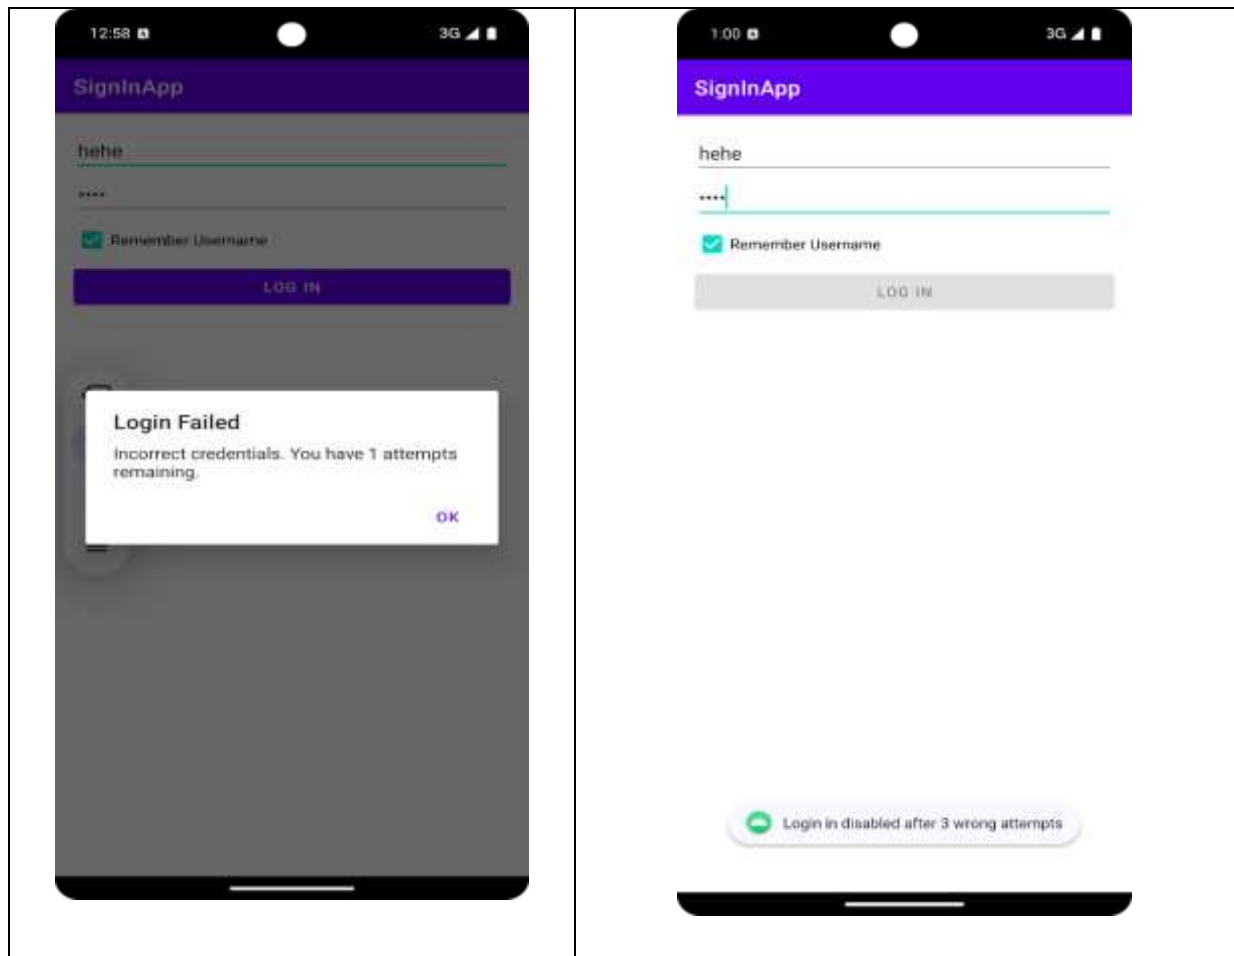 12:58
3G
SignInApp
hehe
••••
Remember Username
LOG IN
Login Failed
Incorrect credentials. You have 1 attempts
remaining.
OK
1:00
3G
SignInApp
hehe
••••
Remember Username
LOG IN
Login in disabled after 3 wrong attempts